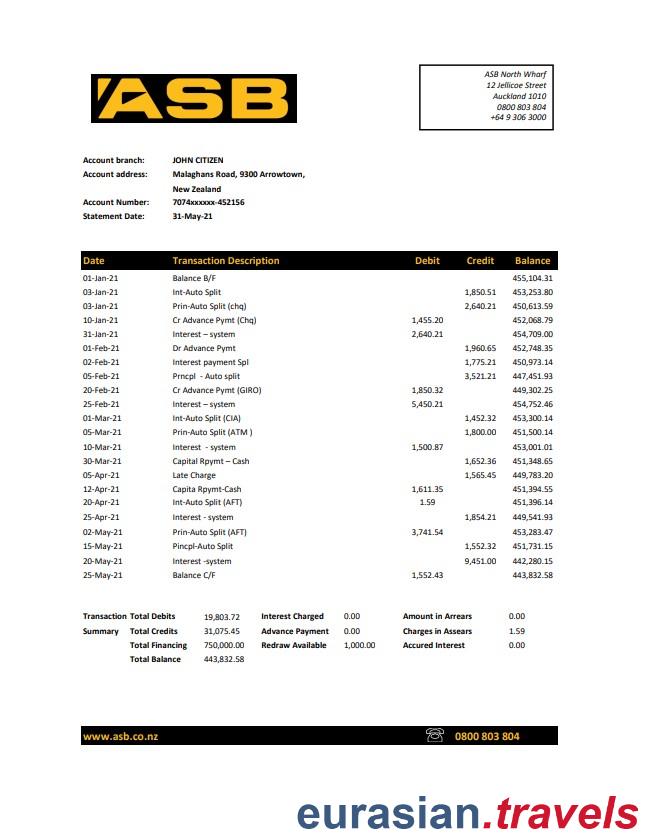 ASB
ASB North Wharf
12 Jellicoe Street
Auckland 1010
0800 803 804
+64 9 306 3000
Account branch: JOHN CITIZEN
Account address: Malaghans Road, 9300 Arrowtown,
New Zealand
Account Number: 7074xxxxxx-452156
Statement Date: 31-May-21
Date Transaction Description Debit Credit Balance
01-Jan-21 Balance B/F 455,104.31
03-Jan-21 Int-Auto Split 1,850.51 453,253.80
03-Jan-21 Prin-Auto Split (chq) 2,640.21 450,613.59
10-Jan-21 Cr Advance Pymt (Chq) 1,455.20 452,068.79
31-Jan-21 Interest – system 2,640.21 454,709.00
01-Feb-21 Dr Advance Pymt 1,960.65 452,748.35
02-Feb-21 Interest payment Spl 1,775.21 450,973.14
05-Feb-21 Prncpl - Auto split 3,521.21 447,451.93
20-Feb-21 Cr Advance Pymt (GIRO) 1,850.32 449,302.25
25-Feb-21 Interest – system 5,450.21 454,752.46
01-Mar-21 Int-Auto Split (CIA) 1,452.32 453,300.14
05-Mar-21 Prin-Auto Split (ATM ) 1,800.00 451,500.14
10-Mar-21 Interest - system 1,500.87 453,001.01
30-Mar-21 Capital Rpymt – Cash 1,652.36 451,348.65
05-Apr-21 Late Charge 1,565.45 449,783.20
12-Apr-21 Capita Rpymt-Cash 1,611.35 451,394.55
20-Apr-21 Int-Auto Split (AFT) 1.59 451,396.14
25-Apr-21 Interest - system 1,854.21 449,541.93
02-May-21 Prin-Auto Split (AFT) 3,741.54 453,283.47
15-May-21 Pincpl-Auto Split 1,552.32 451,731.15
20-May-21 Interest -system 9,451.00 442,280.15
25-May-21 Balance C/F 1,552.43 443,832.58
Transaction Total Debits 19,803.72 Interest Charged 0.00 Amount in Arrears 0.00
Summary Total Credits 31,075.45 Advance Payment 0.00 Charges in Assears 1.59
Total Financing 750,000.00 Redraw Available 1,000.00 Accured Interest 0.00
Total Balance 443,832.58
www.asb.co.nz 0800 803 804
eurasian.travels